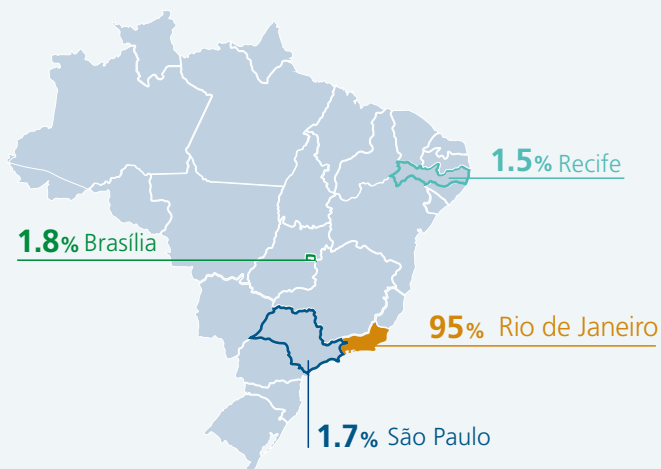 1.5% Recife
1.8% Brasília
95% Rio de Janeiro
1.7% São Paulo